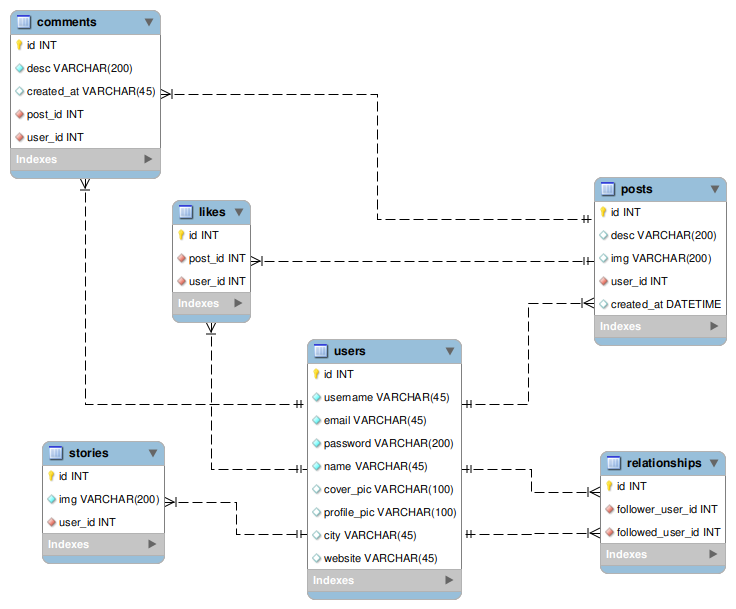 comments
id INT
desc VARCHAR(200)
created_at VARCHAR(45)
post_id INT
user_id INT
Indexes
likes
id INT
post_id INT
user_id INT
Indexes
posts
id INT
desc VARCHAR(200)
img VARCHAR(200)
user_id INT
created_at DATETIME
Indexes
users
id INT
username VARCHAR(45)
email VARCHAR(45)
password VARCHAR(200)
name VARCHAR(45)
cover_pic VARCHAR(100)
profile_pic VARCHAR(100)
city VARCHAR(45)
website VARCHAR(45)
Indexes
stories
id INT
img VARCHAR(200)
user_id INT
Indexes
relationships
id INT
follower_user_id INT
followed_user_id INT
Indexes